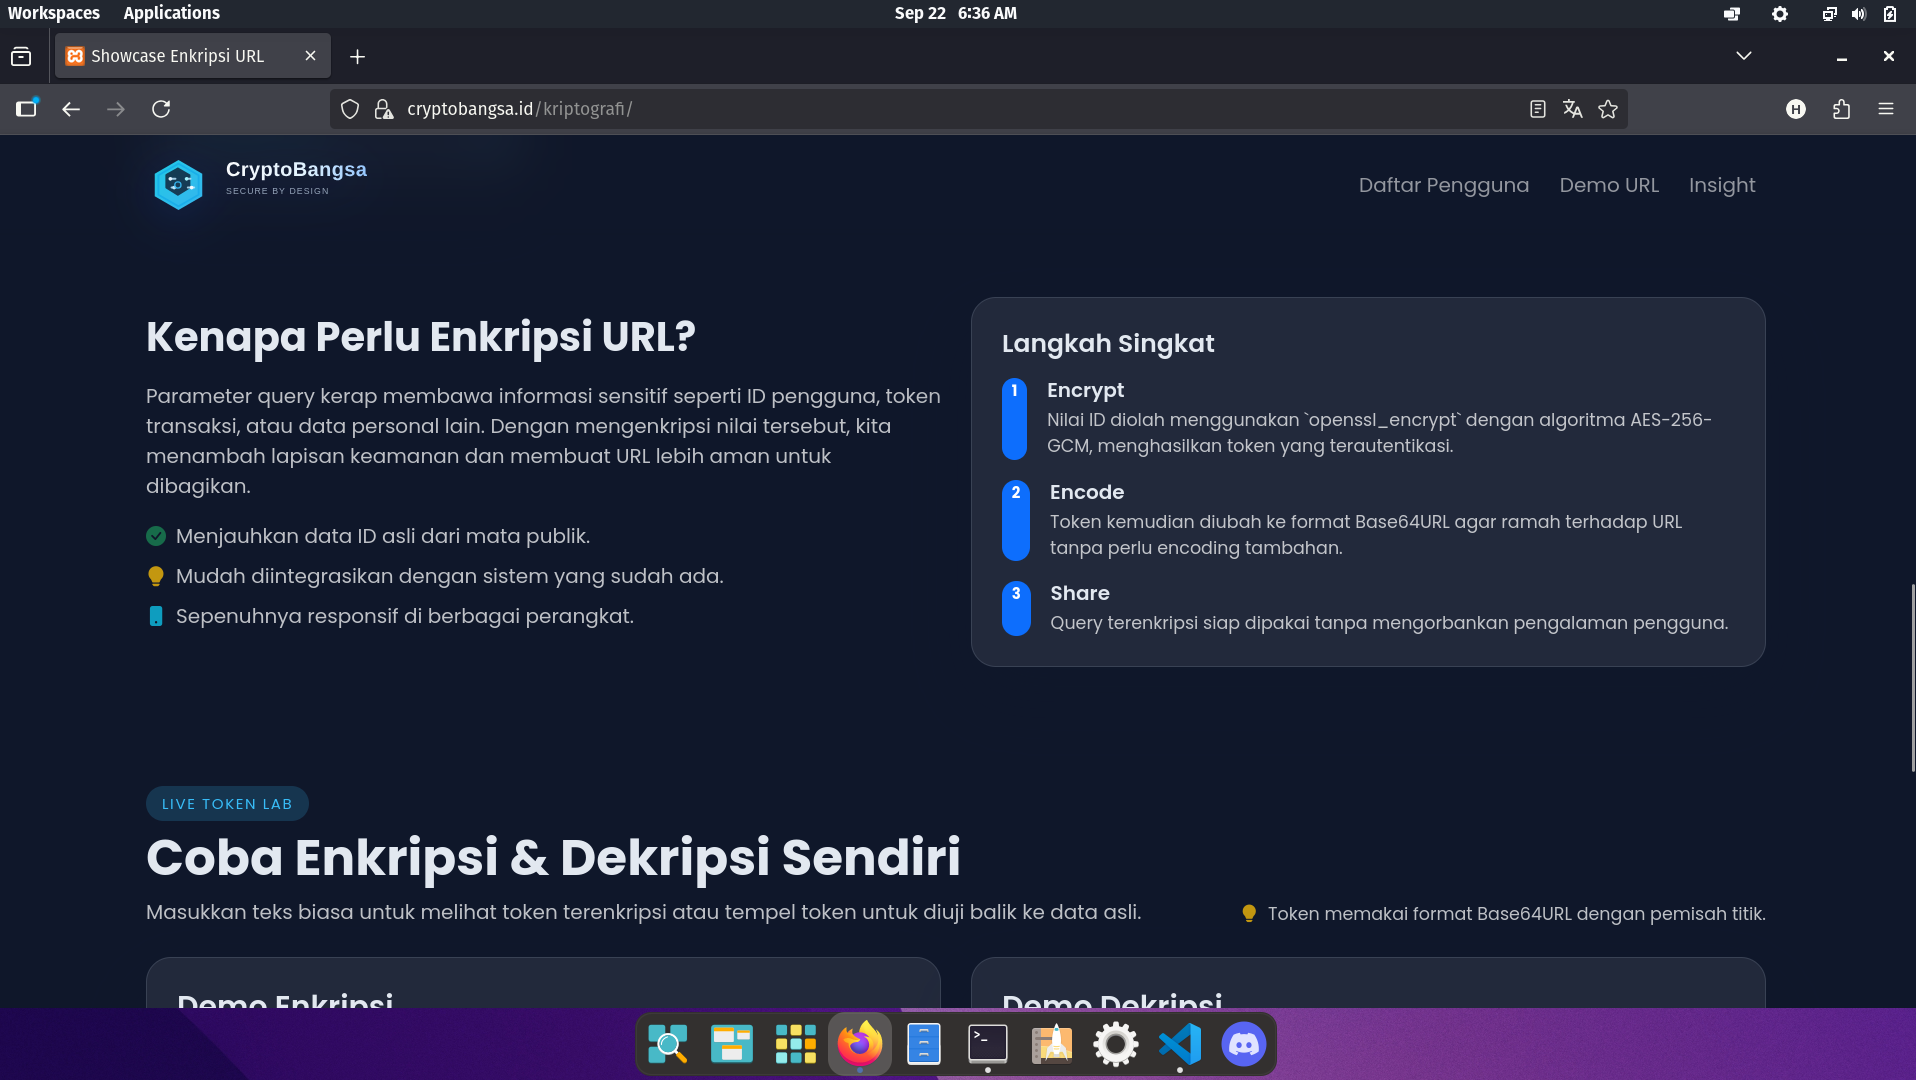 Workspaces Applications Sep 22 6:36 AM
Showcase Enkripsi URL
cryptobangsa.id/kriptografi/
H
CryptoBangsa
SECURE BY DESIGN
Daftar Pengguna Demo URL Insight
Kenapa Perlu Enkripsi URL?
Parameter query kerap membawa informasi sensitif seperti ID pengguna, token
transaksi, atau data personal lain. Dengan mengenkripsi nilai tersebut, kita
menambah lapisan keamanan dan membuat URL lebih aman untuk
dibagikan.
Menjauhkan data ID asli dari mata publik.
Mudah diintegrasikan dengan sistem yang sudah ada.
Sepenuhnya responsif di berbagai perangkat.
Langkah Singkat
1 Encrypt
Nilai ID diolah menggunakan `openssl_encrypt` dengan algoritma AES-256-
GCM, menghasilkan token yang terautentikasi.
2 Encode
Token kemudian diubah ke format Base64URL agar ramah terhadap URL
tanpa perlu encoding tambahan.
3 Share
Query terenkripsi siap dipakai tanpa mengorbankan pengalaman pengguna.
LIVE TOKEN LAB
Coba Enkripsi & Dekripsi Sendiri
Masukkan teks biasa untuk melihat token terenkripsi atau tempel token untuk diuji balik ke data asli.
Token memakai format Base64URL dengan pemisah titik.
Demo Enkripsi
Demo Dekripsi